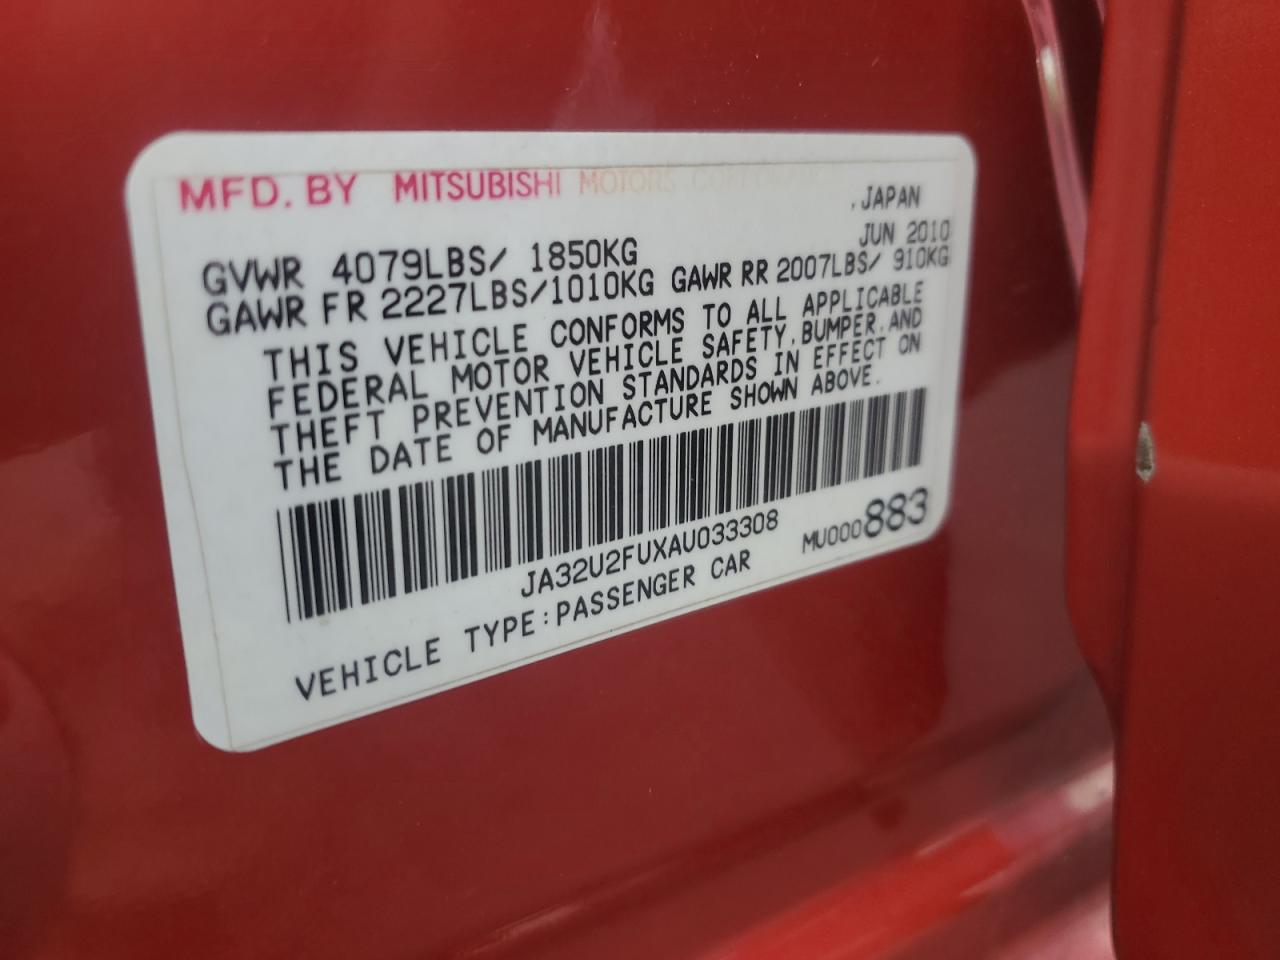 MFD. BY MITSUBISHI MOTORS CORPORATION
, JAPAN
JUN 2010
GVWR 4079LBS/ 1850KG
GAWR FR 2227LBS/1010KG GAWR RR 2007LBS/ 910KG
THIS VEHICLE CONFORMS TO ALL APPLICABLE
FEDERAL MOTOR VEHICLE SAFETY, BUMPER, AND
THEFT PREVENTION STANDARDS IN EFFECT ON
THE DATE OF MANUFACTURE SHOWN ABOVE.
JA32U2FUXAU033308
MU000883
VEHICLE TYPE:PASSENGER CAR